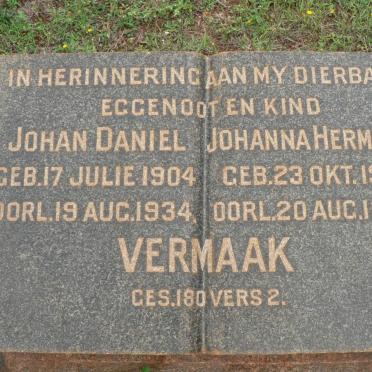 IN HERINNERING AAN MY DIERBA
EGGENOOT EN KIND
JOHAN DANIEL JOHANNA HERM
GEB. 17 JULIE 1904 GEB. 23 OKT. 19
OORL. 19 AUG. 1934, OORL. 20 AUG. 1
VERMAAK
GES. 180 VERS 2.